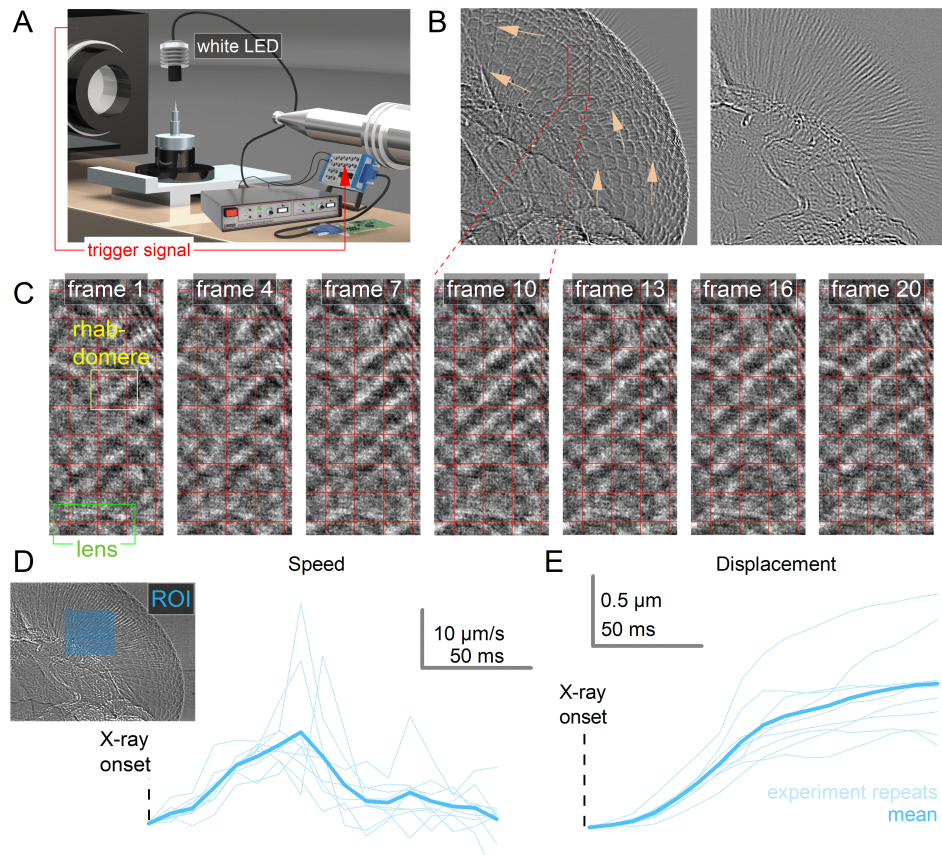 A
white LED
trigger signal
B
C
frame 1
frame 4
frame 7
frame 10
frame 13
frame 16
frame 20
rhab-
domere
lens
D
Speed
ROI
10 µm/s
50 ms
X-ray
onset
E
Displacement
0.5 µm
50 ms
X-ray
onset
experiment repeats
mean